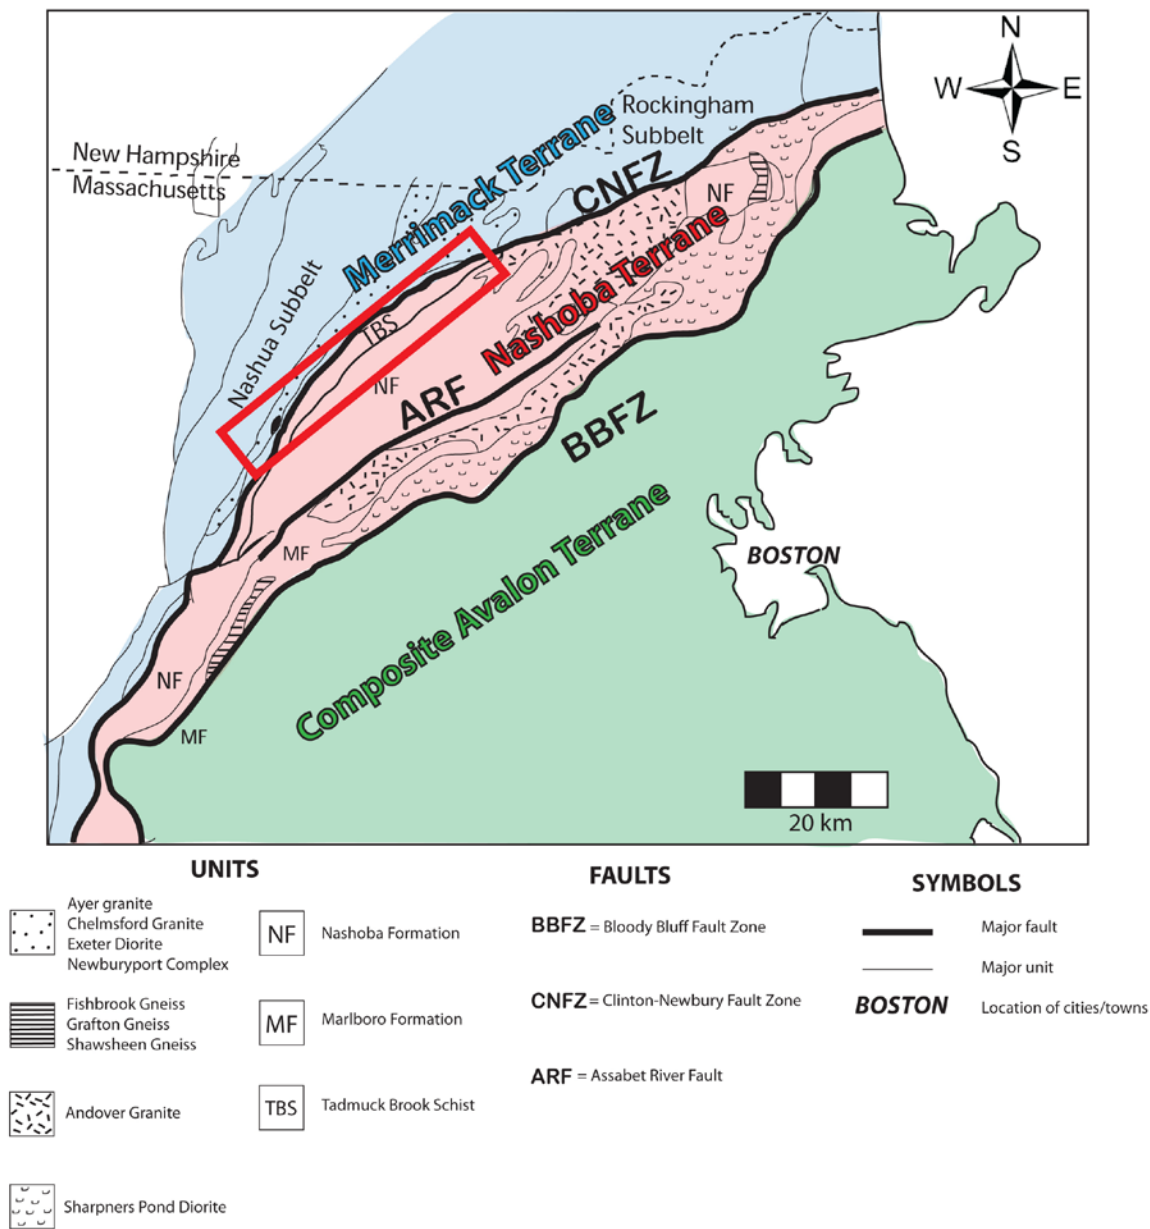 N
W E
S
Rockingham
Subbelt
New Hampshire
Massachusetts
Merrimack Terrane
CNFZ
NF
Nashoba Terrane
Nashua Subbelt
TBS
NF
ARF
BBFZ
MF
BOSTON
Composite Avalon Terrane
NF
MF
20 km
UNITS
Ayer granite
Chelmsford Granite
Exeter Diorite
Newburyport Complex
Fishbrook Gneiss
Grafton Gneiss
Shawsheen Gneiss
Andover Granite
Sharpners Pond Diorite
NF Nashoba Formation
MF Marlboro Formation
TBS Tadmuck Brook Schist
FAULTS
BBFZ = Bloody Bluff Fault Zone
CNFZ = Clinton-Newbury Fault Zone
ARF = Assabet River Fault
SYMBOLS
Major fault
Major unit
BOSTON Location of cities/towns